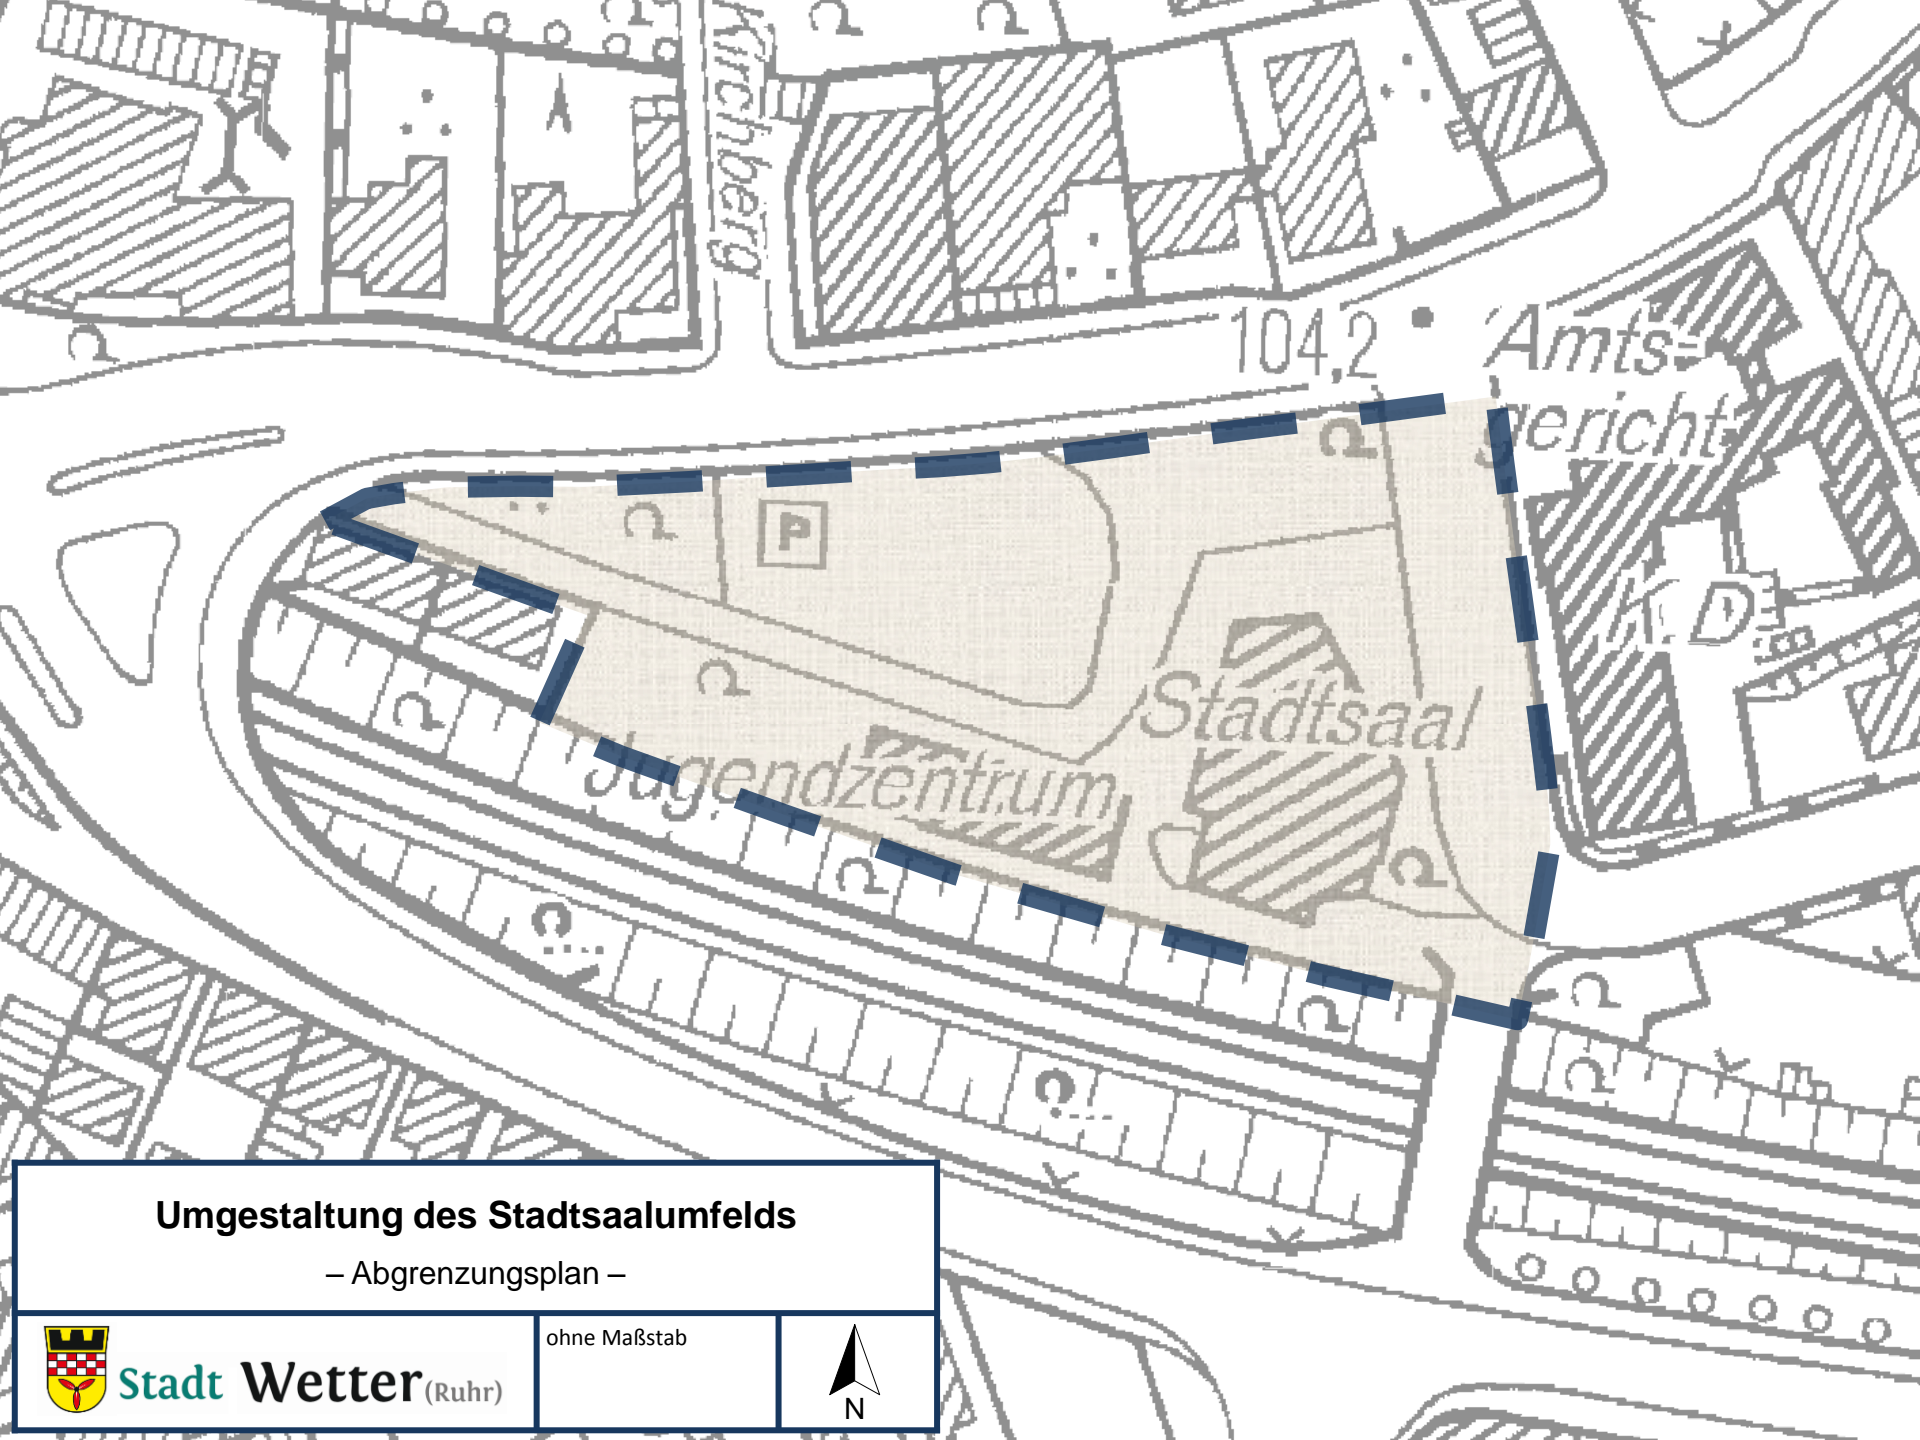 Kirchberg
104,2
Amts-
gericht
P
D
Stadtsaal
Jugendzentrum
Umgestaltung des Stadtsaalumfelds
– Abgrenzungsplan –
Stadt Wetter (Ruhr)
ohne Maßstab
N